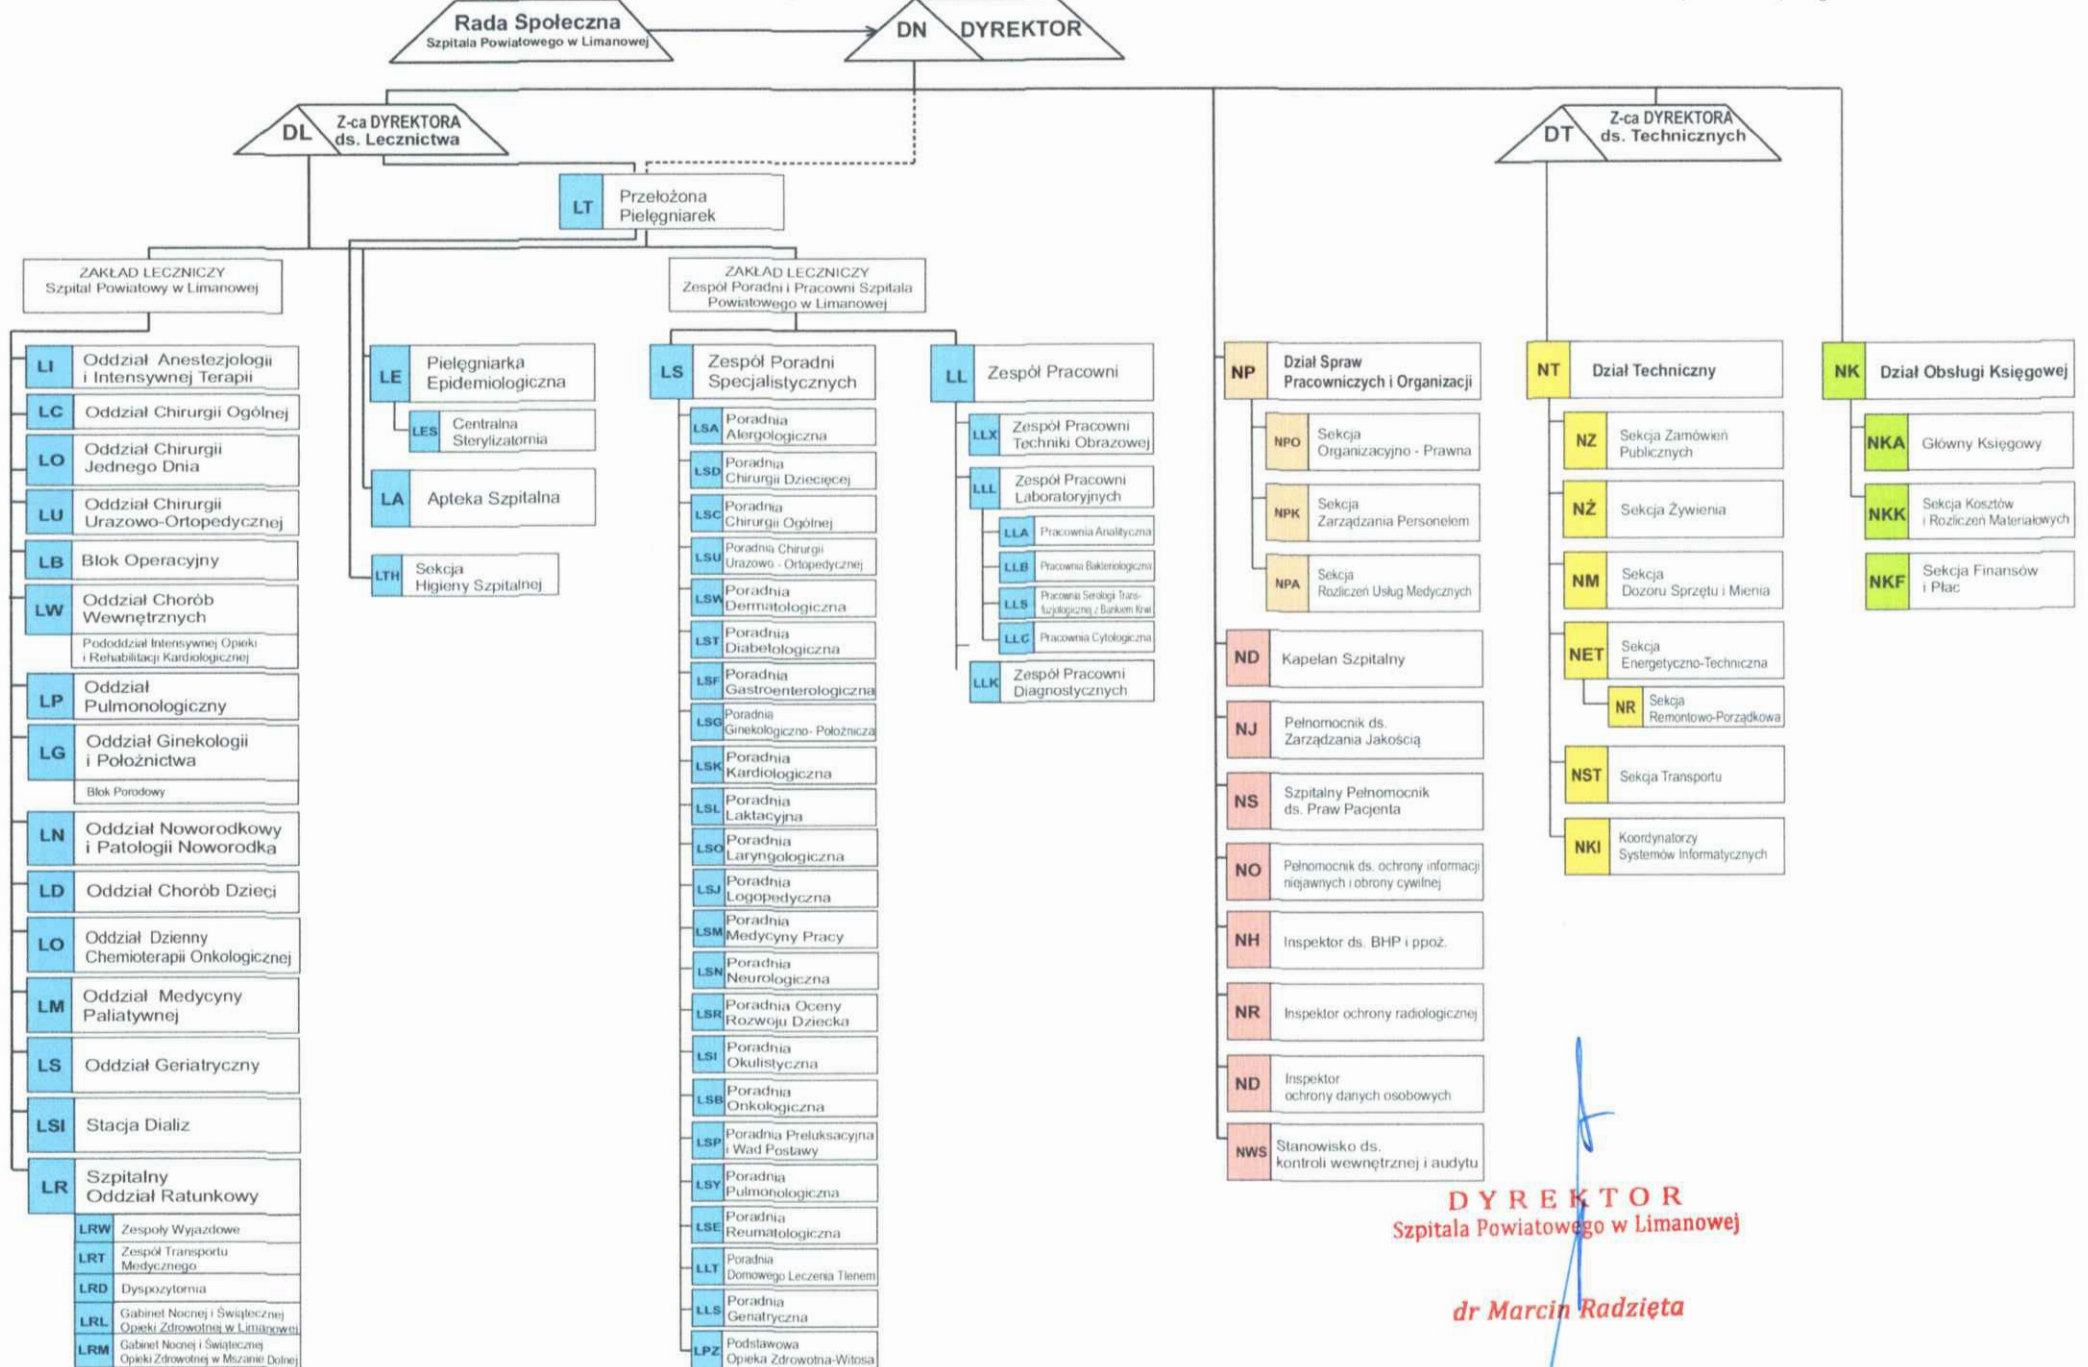 Rada Społeczna
Szpitala Powiatowego w Limanowej
DN
DYREKTOR
DL
Z-ca DYREKTORA
ds. Lecznictwa
DT
Z-ca DYREKTORA
ds. Technicznych
LT
Przełożona
Pielęgniarek
ZAKŁAD LECZNICZY
Szpital Powiatowy w Limanowej
ZAKŁAD LECZNICZY
Zespół Poradni i Pracowni Szpitala
Powiatowego w Limanowej
LI
Oddział Anestezjologii
i Intensywnej Terapii
LC
Oddział Chirurgii Ogólnej
LO
Oddział Chirurgii
Jednego Dnia
LU
Oddział Chirurgii
Urazowo-Ortopedycznej
LB
Blok Operacyjny
LW
Oddział Chorób
Wewnętrznych
Pododdział Intensywnej Opieki
i Rehabilitacji Kardiologicznej
LP
Oddział
Pulmonologiczny
LG
Oddział Ginekologii
i Położnictwa
Blok Porodowy
LN
Oddział Noworodkowy
i Patologii Noworodka
LD
Oddział Chorób Dzieci
LO
Oddział Dzienny
Chemioterapii Onkologicznej
LM
Oddział Medycyny
Paliatywnej
LS
Oddział Geriatryczny
LSI
Stacja Dializ
LR
Szpitalny
Oddział Ratunkowy
LRW
Zespoły Wyjazdowe
LRT
Zespół Transportu
Medycznego
LRD
Dyspozytornia
LRL
Gabinet Nocnej i Świątecznej
Opieki Zdrowotnej w Limanowej
LRM
Gabinet Nocnej i Świątecznej
Opieki Zdrowotnej w Mszanie Dolnej
LE
Pielęgniarka
Epidemiologiczna
LES
Centralna
Sterylizatornia
LA
Apteka Szpitalna
LTH
Sekcja
Higieny Szpitalnej
LS
Zespół Poradni
Specjalistycznych
LSA
Poradnia
Alergologiczna
LSD
Poradnia
Chirurgii Dziecięcej
LSC
Poradnia
Chirurgii Ogólnej
LSU
Poradnia Chirurgii
Urazowo - Ortopedycznej
LSW
Poradnia
Dermatologiczna
LST
Poradnia
Diabetologiczna
LSF
Poradnia
Gastroenterologiczna
LSG
Poradnia
Ginekologiczno- Położnicza
LSK
Poradnia
Kardiologiczna
LSL
Poradnia
Laktacyjna
LSO
Poradnia
Laryngologiczna
LSJ
Poradnia
Logopedyczna
LSM
Poradnia
Medycyny Pracy
LSN
Poradnia
Neurologiczna
LSR
Poradnia Oceny
Rozwoju Dziecka
LSI
Poradnia
Okulistyczna
LSB
Poradnia
Onkologiczna
LSP
Poradnia Preluksacyjna
i Wad Postawy
LSY
Poradnia
Pulmonologiczna
LSE
Poradnia
Reumatologiczna
LLT
Poradnia
Domowego Leczenia Tlenem
LLS
Poradnia
Geriatryczna
LPZ
Podstawowa
Opieka Zdrowotna-Witosa
LL
Zespół Pracowni
LLX
Zespół Pracowni
Techniki Obrazowej
LLL
Zespół Pracowni
Laboratoryjnych
LLA
Pracownia Analityczna
LLB
Pracownia Bakteriologiczna
LLS
Pracownia Serologii Trans-
fuzjologicznej z Bankiem Krwi
LLC
Pracownia Cytologiczna
LLK
Zespół Pracowni
Diagnostycznych
NP
Dział Spraw
Pracowniczych i Organizacji
NPO
Sekcja
Organizacyjno - Prawna
NPK
Sekcja
Zarządzania Personelem
NPA
Sekcja
Rozliczeń Usług Medycznych
ND
Kapelan Szpitalny
NJ
Pełnomocnik ds.
Zarządzania Jakością
NS
Szpitalny Pełnomocnik
ds. Praw Pacjenta
NO
Pełnomocnik ds. ochrony informacji
niejawnych i obrony cywilnej
NH
Inspektor ds. BHP i ppoż.
NR
Inspektor ochrony radiologicznej
ND
Inspektor
ochrony danych osobowych
NWS
Stanowisko ds.
kontroli wewnętrznej i audytu
NT
Dział Techniczny
NZ
Sekcja Zamówień
Publicznych
NŻ
Sekcja Żywienia
NM
Sekcja
Dozoru Sprzętu i Mienia
NET
Sekcja
Energetyczno-Techniczna
NR
Sekcja
Remontowo-Porządkowa
NST
Sekcja Transportu
NKI
Koordynatorzy
Systemów Informatycznych
NK
Dział Obsługi Księgowej
NKA
Główny Księgowy
NKK
Sekcja Kosztów
i Rozliczeń Materiałowych
NKF
Sekcja Finansów
i Płac
DYREKTOR
Szpitala Powiatowego w Limanowej
dr Marcin Radzięta